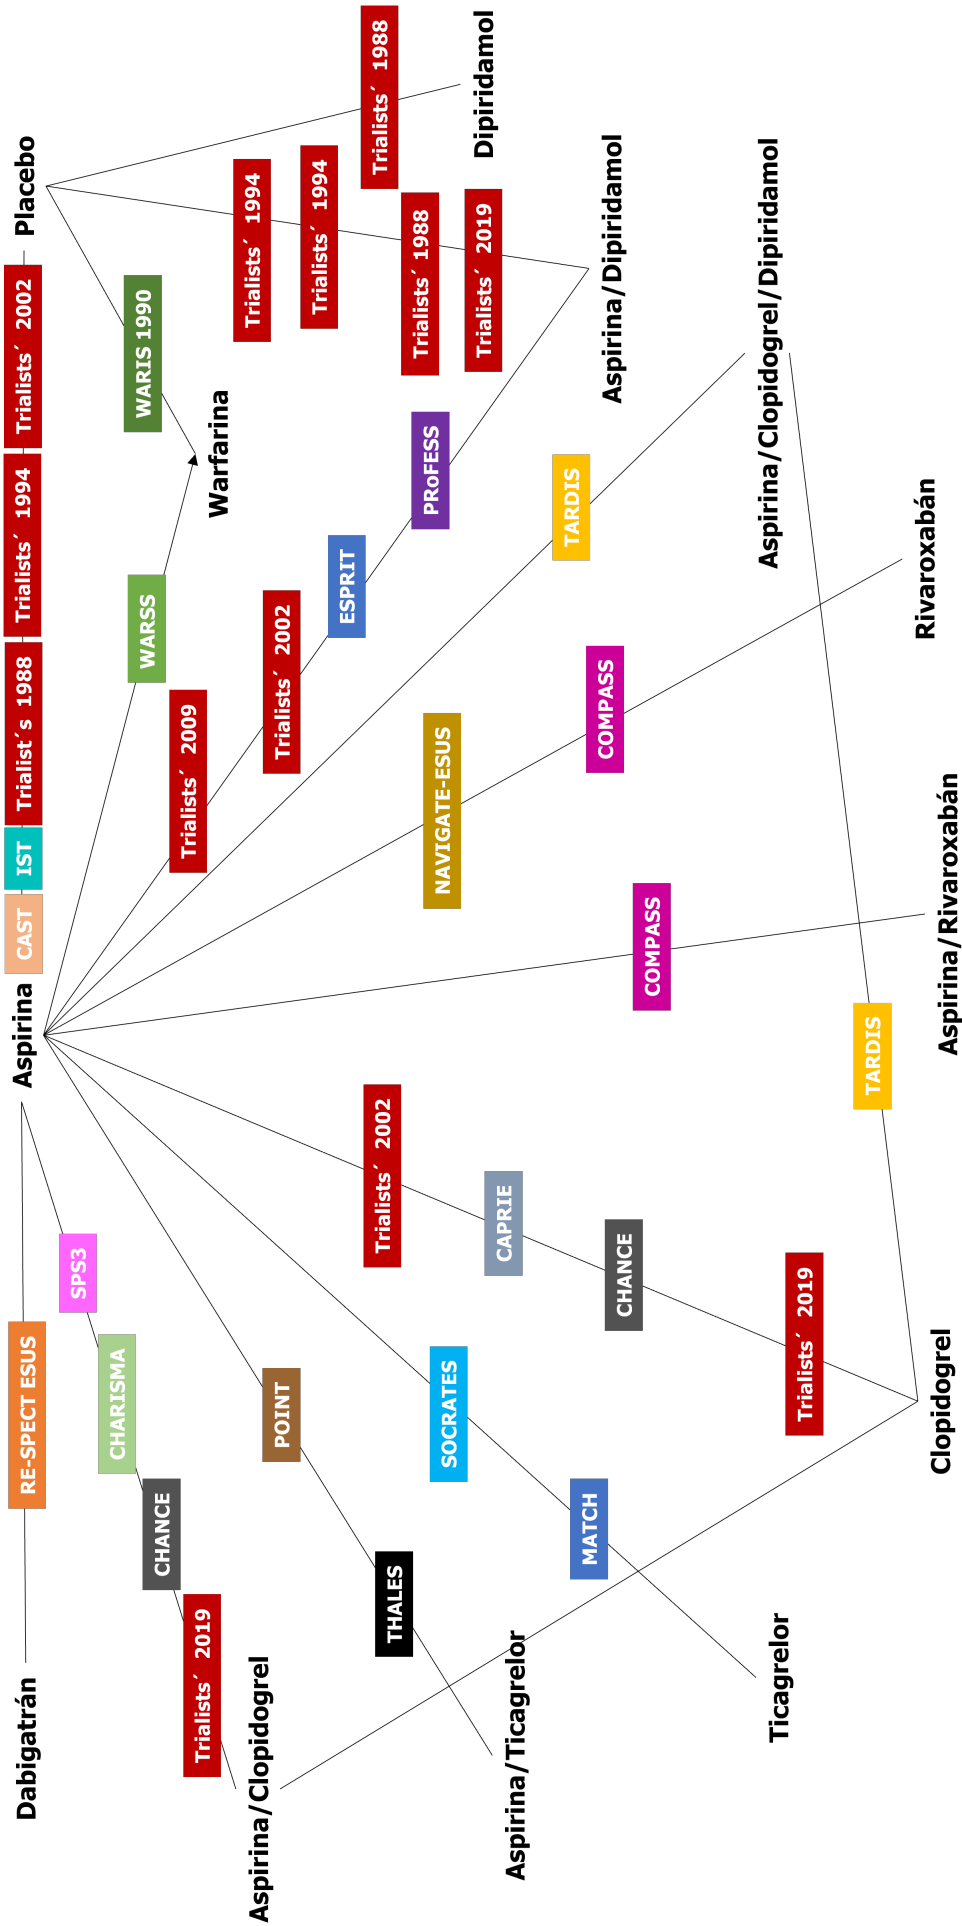 Dabigatrán
RE-SPECT ESUS
Aspirina
CAST
IST
Trialist´s 1988
Trialists´ 1994
Trialists´ 2002
Placebo
SPS3
CHARISMA
CHANCE
Trialists´ 2019
Aspirina/Clopidogrel
WARSS
WARIS 1990
Warfarina
Trialists´ 2009
Trialists´ 2002
ESPRIT
PRoFESS
Trialists´ 1994
Trialists´ 1994
Trialists´ 1988
Trialists´ 2019
Trialists´ 1988
Dipiridamol
Aspirina/Dipiridamol
POINT
THALES
Aspirina/Ticagrelor
SOCRATES
MATCH
Ticagrelor
Trialists´ 2002
CAPRIE
CHANCE
Trialists´ 2019
Clopidogrel
NAVIGATE-ESUS
COMPASS
Rivaroxabán
COMPASS
Aspirina/Rivaroxabán
TARDIS
Aspirina/Clopidogrel/Dipiridamol
TARDIS